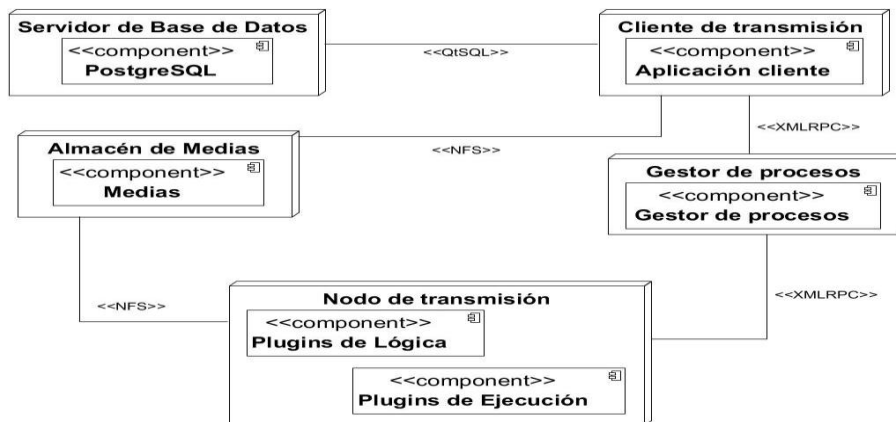 Servidor de Base de Datos
<<component>>
PostgreSQL
<<QtSQL>>
Cliente de transmisión
<<component>>
Aplicación cliente
<<XMLRPC>>
Almacén de Medias
<<component>>
Medias
<<NFS>>
Gestor de procesos
<<component>>
Gestor de procesos
<<NFS>>
<<XMLRPC>>
Nodo de transmisión
<<component>>
Plugins de Lógica
<<component>>
Plugins de Ejecución